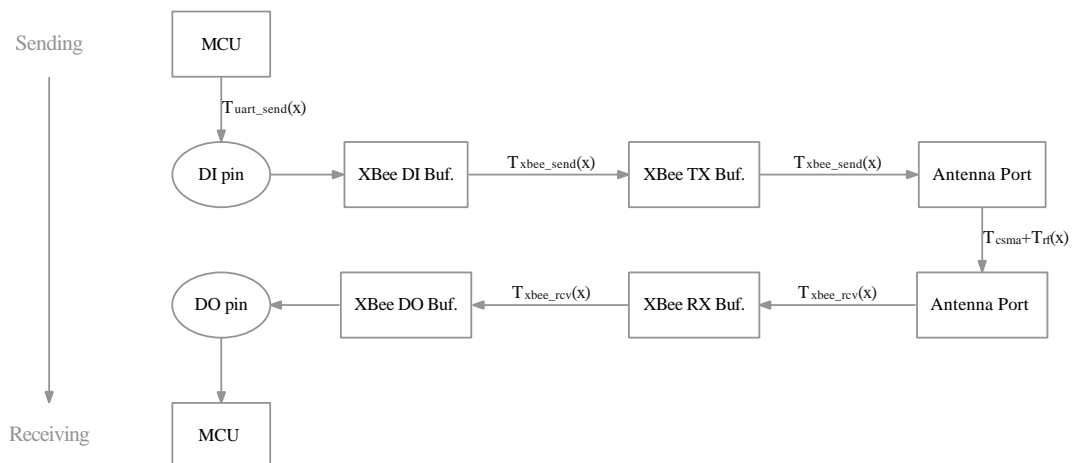 Sending
MCU
Tuart_send(x)
DI pin
XBee DI Buf.
Txbee_send(x)
XBee TX Buf.
Txbee_send(x)
Antenna Port
Tcsma+Trf(x)
DO pin
XBee DO Buf.
Txbee_rcv(x)
XBee RX Buf.
Txbee_rcv(x)
Antenna Port
Receiving
MCU